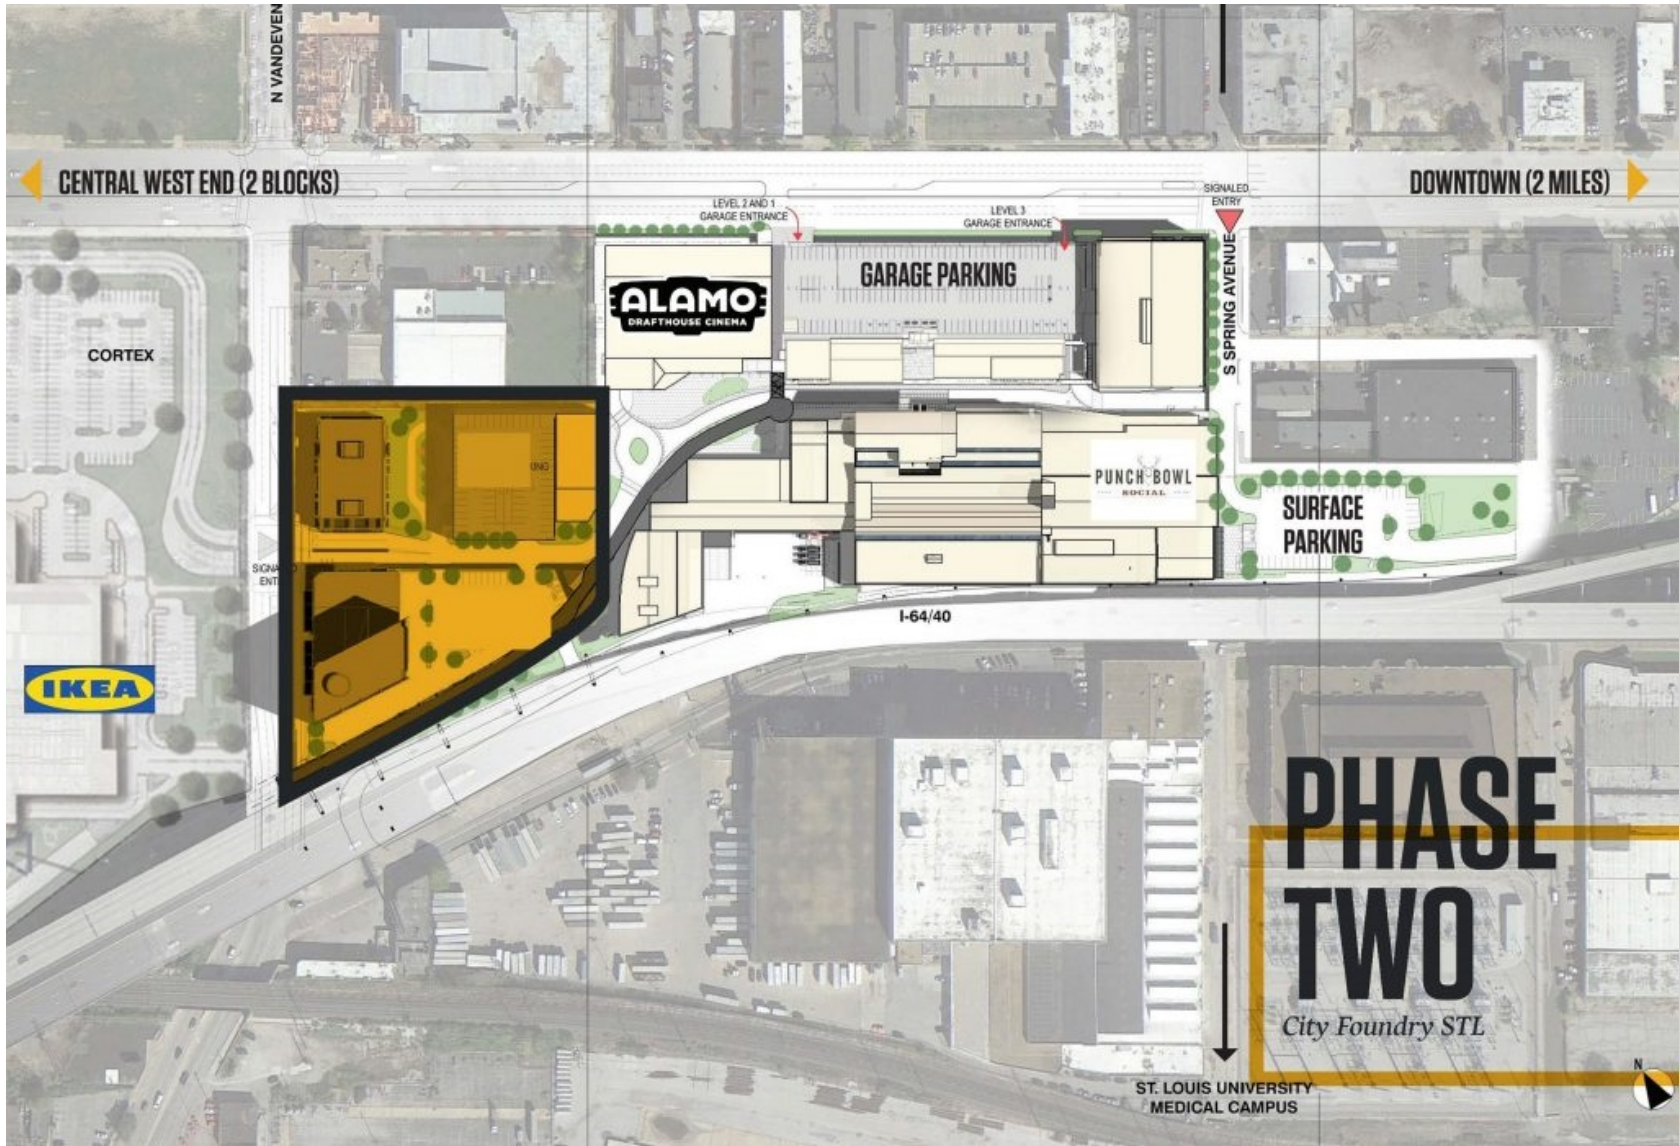 N VANDEVEN
CENTRAL WEST END (2 BLOCKS)
DOWNTOWN (2 MILES)
SIGNALED
ENTRY
LEVEL 2 AND 1
GARAGE ENTRANCE
LEVEL 3
GARAGE ENTRANCE
ALAMO
DRAFTHOUSE CINEMA
GARAGE PARKING
S SPRING AVENUE
CORTEX
PUNCH BOWL
SOCIAL
SURFACE
PARKING
SIGNA
ENT
I-64/40
IKEA
PHASE
TWO
City Foundry STL
ST. LOUIS UNIVERSITY
MEDICAL CAMPUS
N